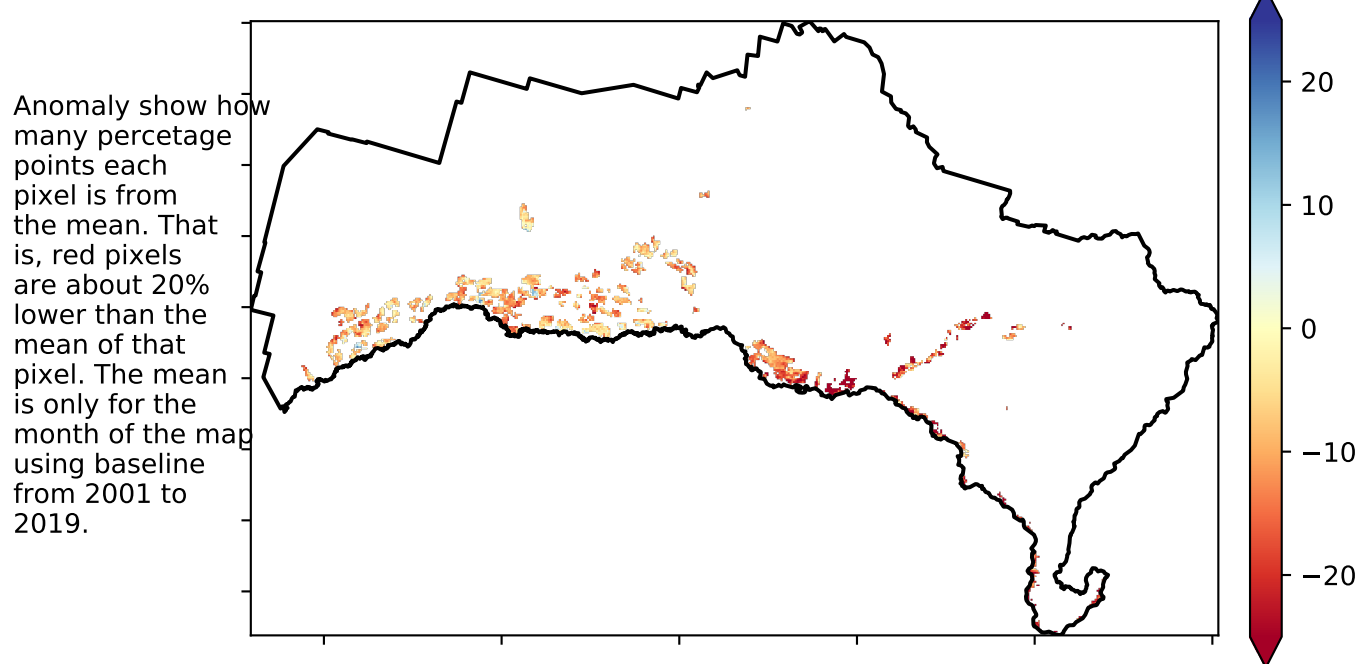 Anomaly show how
many percetage
points each
pixel is from
the mean. That
is, red pixels
are about 20%
lower than the
mean of that
pixel. The mean
is only for the
month of the map
using baseline
from 2001 to
2019.
20
10
0
−10
−20